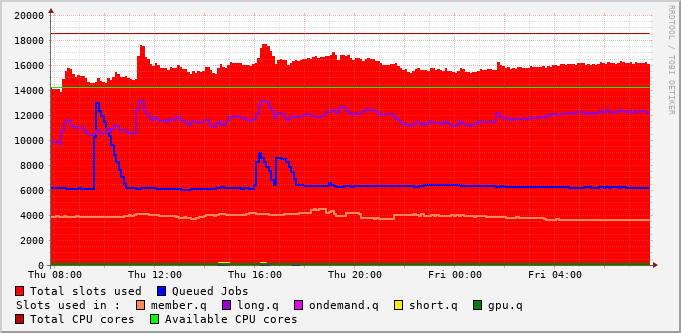 20000
18000
16000
14000
12000
10000
8000
6000
4000
2000
0
Thu 08:00 Thu 12:00 Thu 16:00 Thu 20:00 Fri 00:00 Fri 04:00
Total slots used Queued Jobs
Slots used in : member.q long.q ondemand.q short.q gpu.q
Total CPU cores Available CPU cores
RRDTOOL / TOBI OETIKER